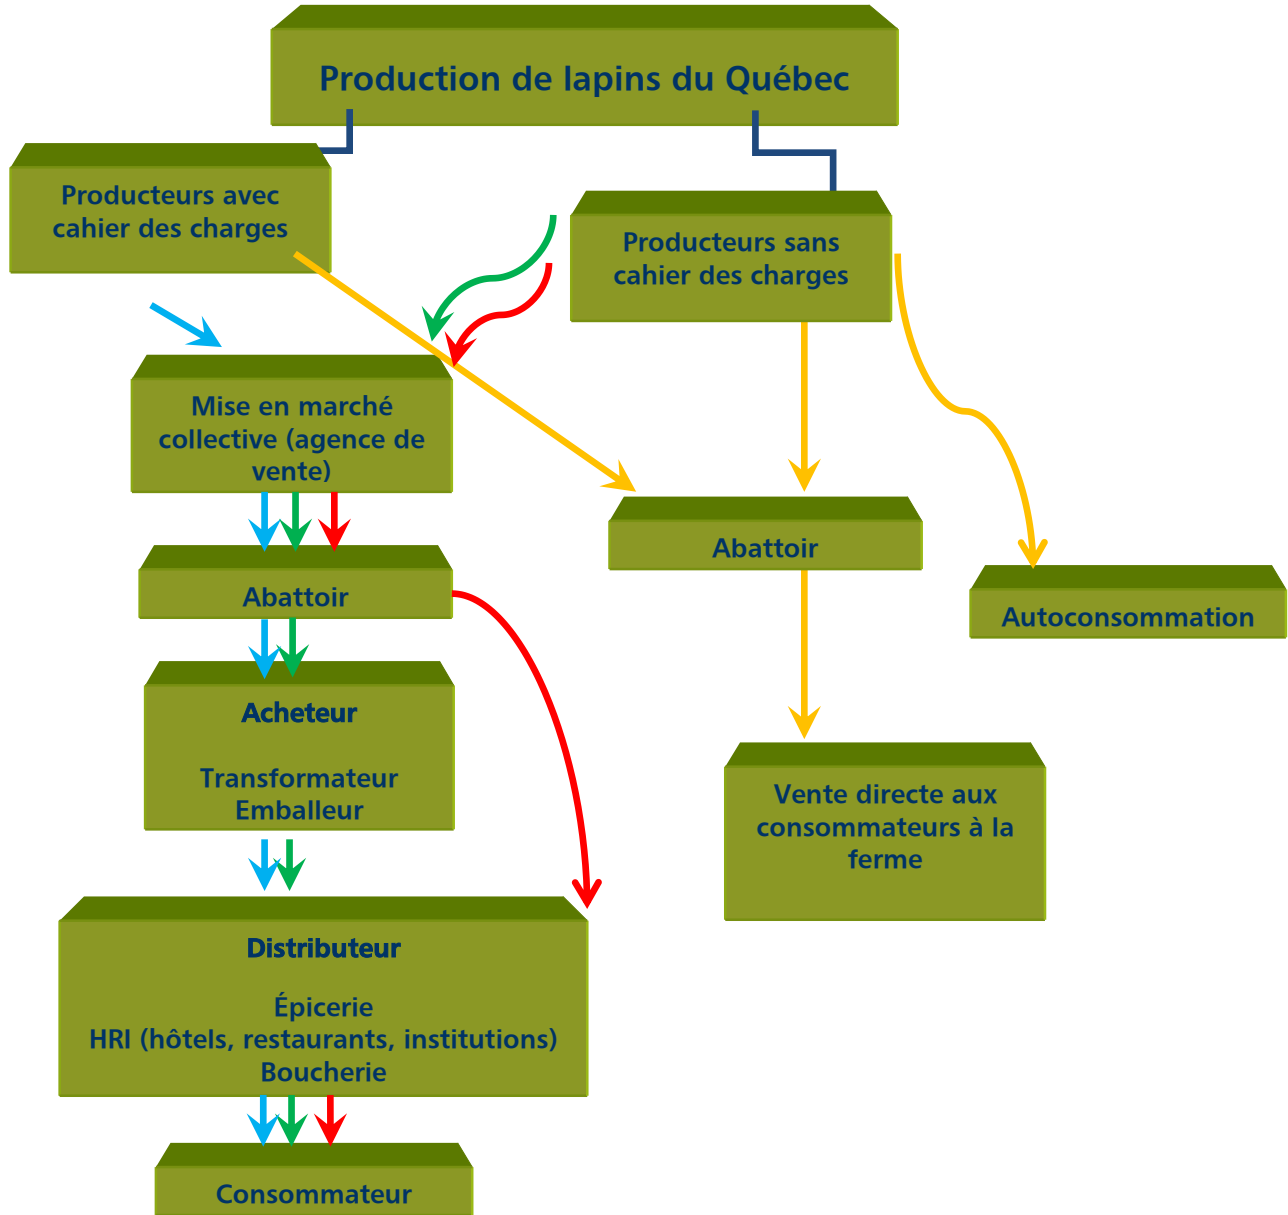 Production de lapins du Québec
Producteurs avec
cahier des charges
Producteurs sans
cahier des charges
Mise en marché
collective (agence de
vente)
Abattoir
Autoconsommation
Abattoir
Acheteur
Transformateur
Emballeur
Vente directe aux
consommateurs à la
ferme
Distributeur
Épicerie
HRI (hôtels, restaurants, institutions)
Boucherie
Consommateur